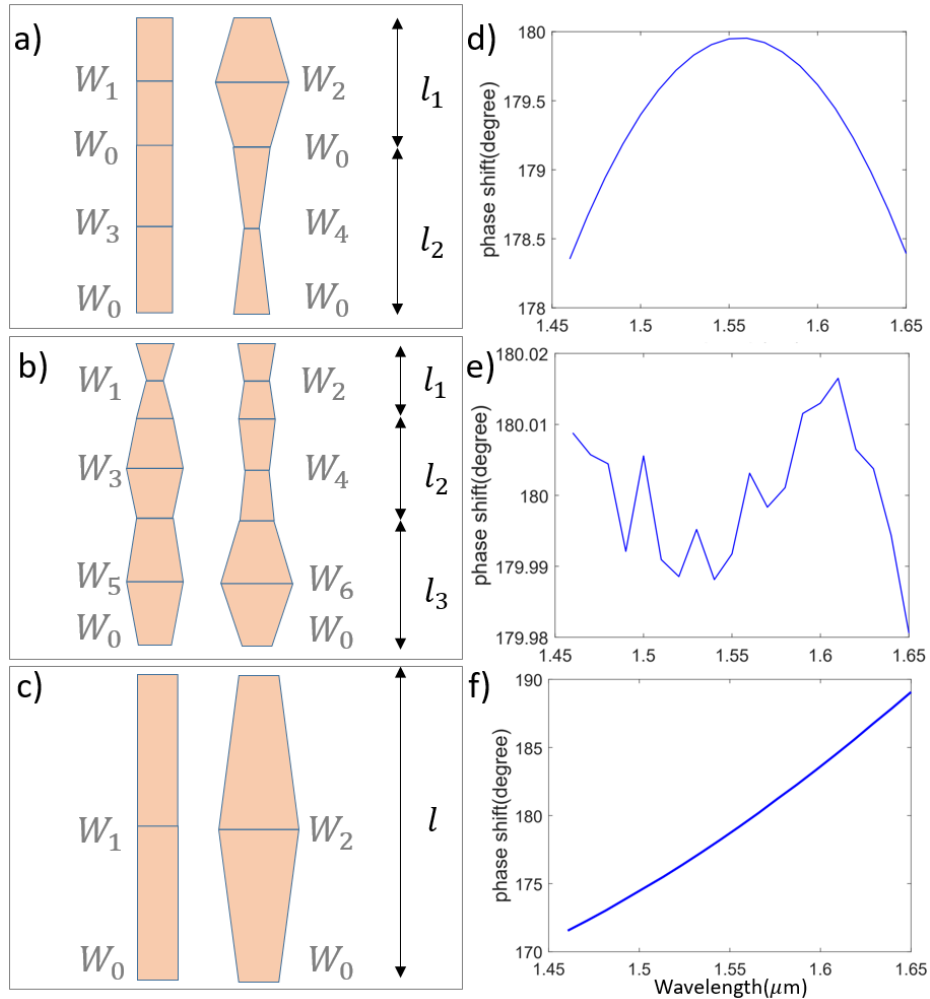 a)
W₁ W₂ l₁
W₀ W₀
W₃ W₄ l₂
W₀ W₀
d)
phase shift(degree)
180
179.5
179
178.5
178
1.45 1.5 1.55 1.6 1.65
b)
W₁ W₂ l₁
W₃ W₄ l₂
W₅ W₆ l₃
W₀ W₀
e)
phase shift(degree)
180.02
180.01
180
179.99
179.98
1.45 1.5 1.55 1.6 1.65
c)
l
W₁ W₂
W₀ W₀
f)
phase shift(degree)
190
185
180
175
170
1.45 1.5 1.55 1.6 1.65
Wavelength(μm)